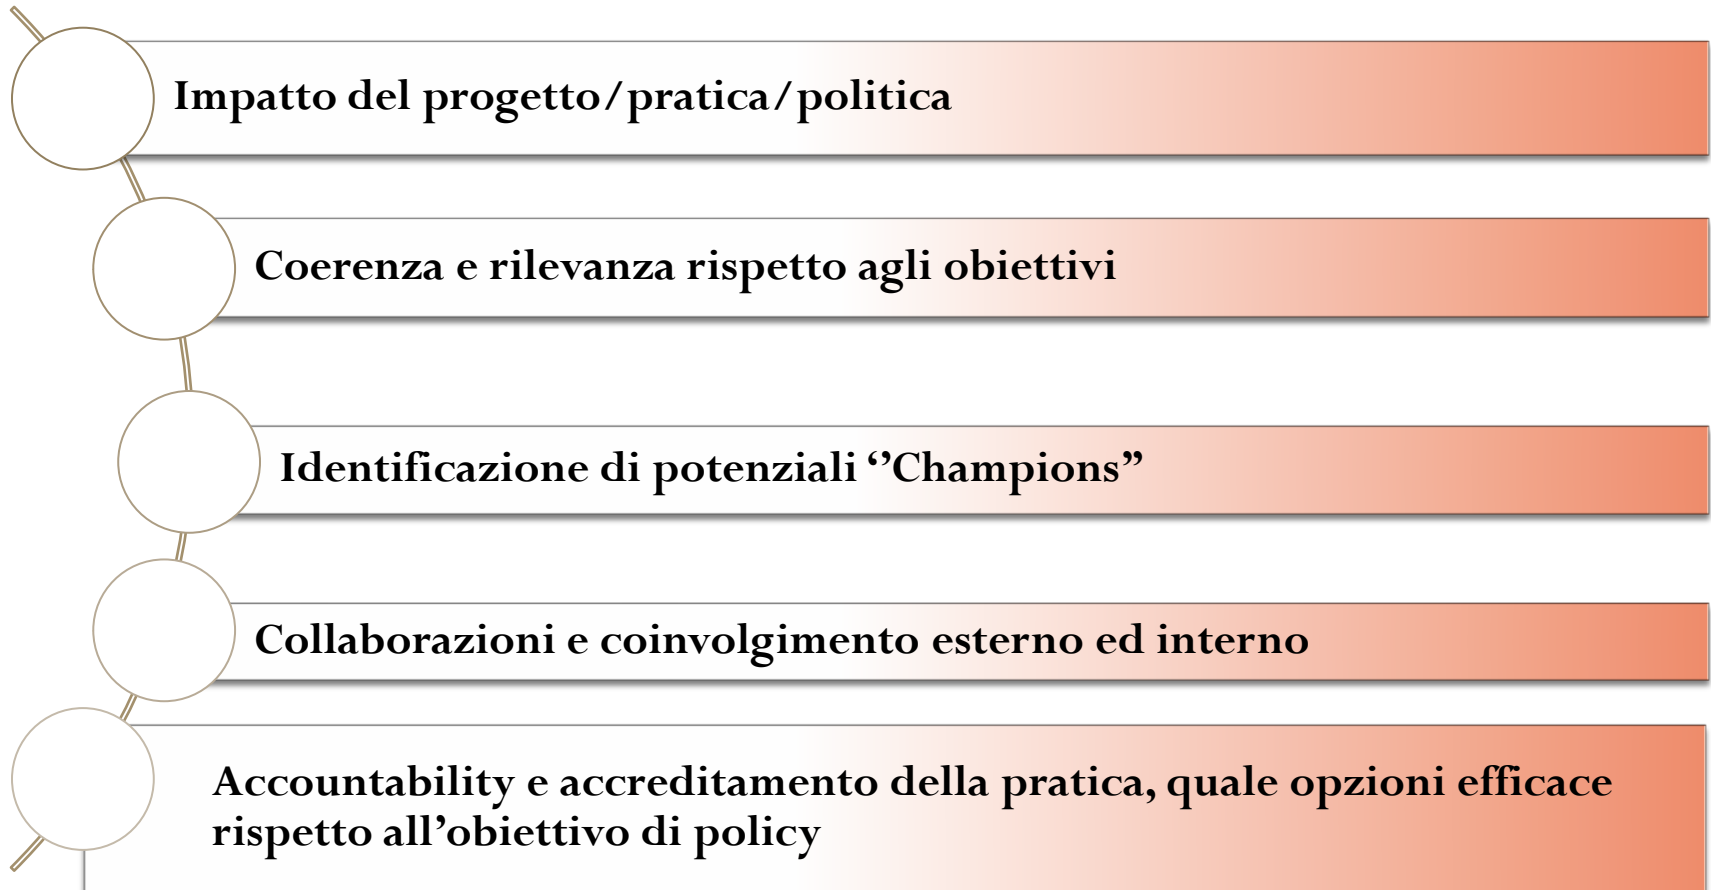 Impatto del progetto/pratica/politica
Coerenza e rilevanza rispetto agli obiettivi
Identificazione di potenziali ‘’Champions”
Collaborazioni e coinvolgimento esterno ed interno
Accountability e accreditamento della pratica, quale opzioni efficace
rispetto all’obiettivo di policy